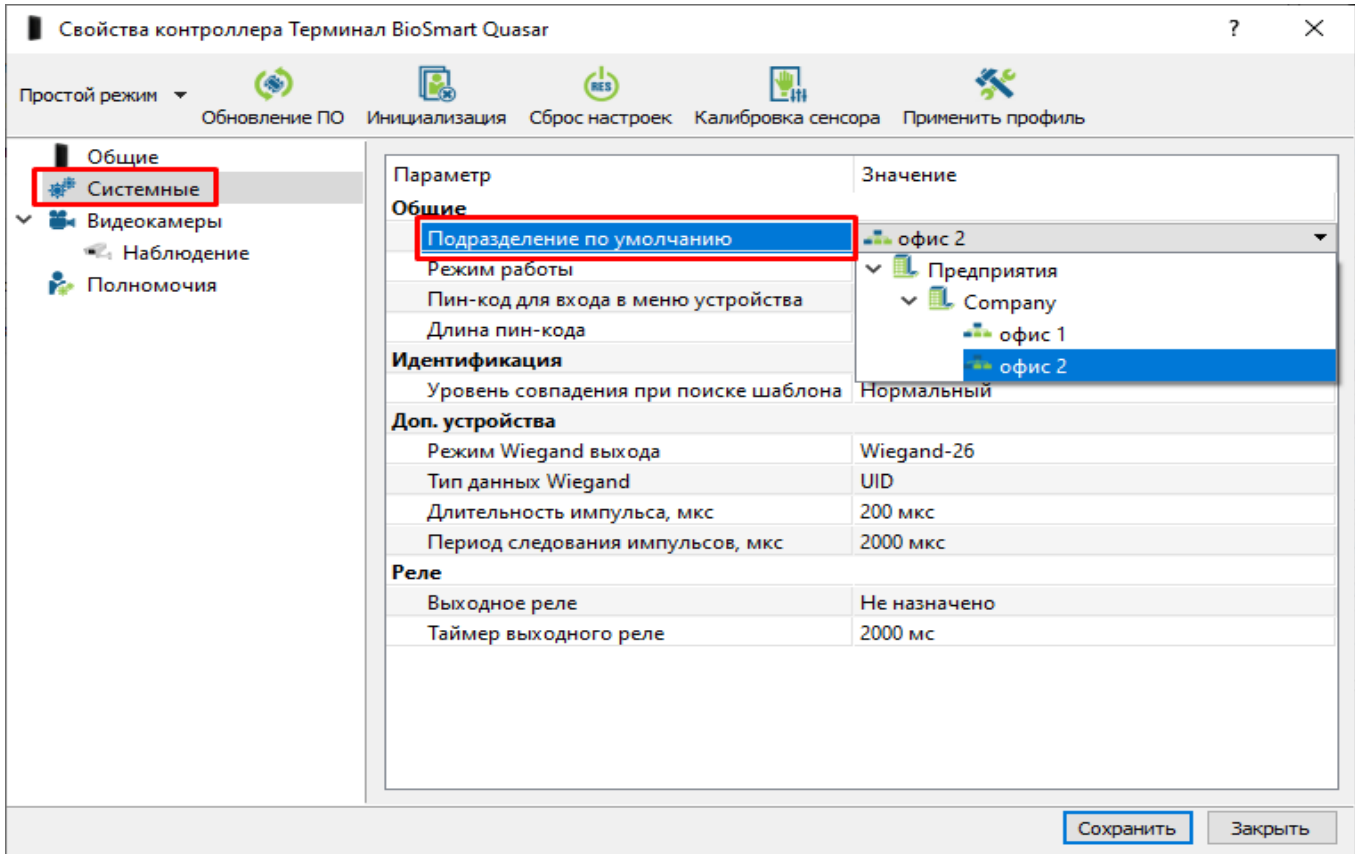 Свойства контроллера Терминал BioSmart Quasar
?
Простой режим
Обновление ПО
RES
Инициализация
Сброс настроек
Калибровка сенсора
Применить профиль
Общие
Системные
Видеокамеры
Наблюдение
Полномочия
Параметр Значение
Общие
Подразделение по умолчанию офис 2
Режим работы
Пин-код для входа в меню устройства
Длина пин-кода
Предприятия
Company
офис 1
офис 2
Идентификация
Уровень совпадения при поиске шаблона Нормальный
Доп. устройства
Режим Wiegand выхода Wiegand-26
Тип данных Wiegand UID
Длительность импульса, мкс 200 мкс
Период следования импульсов, мкс 2000 мкс
Реле
Выходное реле Не назначено
Таймер выходного реле 2000 мс
Сохранить
Закрыть